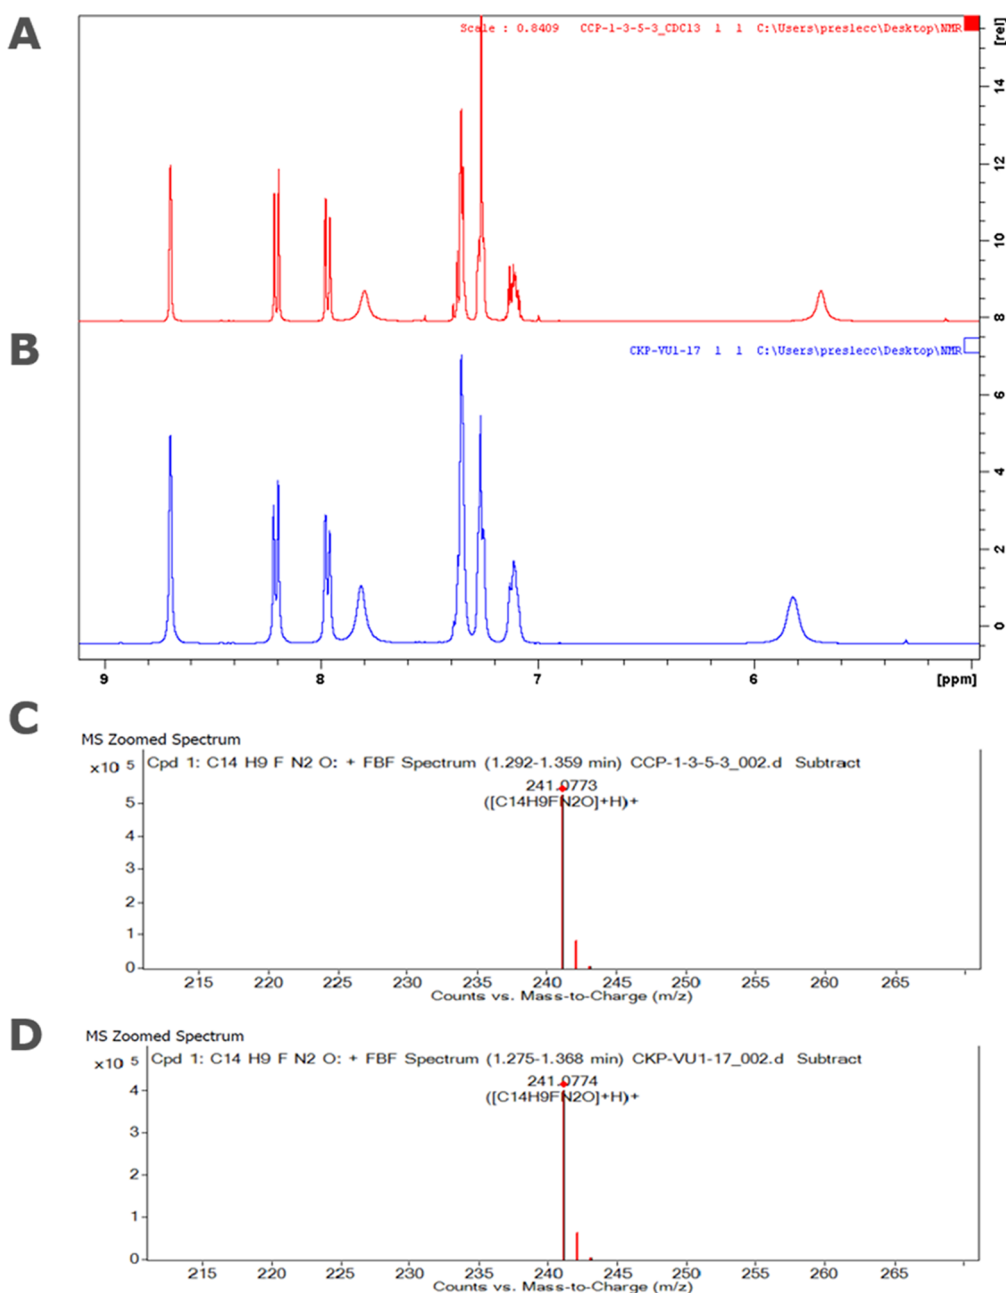 A
Scale : 0.8409 CCP-1-3-5-3_CDCl3 1 1 C:\Users\preslecc\Desktop\NMR
[rel]
14
12
10
8
B
CKP-VU1-17 1 1 C:\Users\preslecc\Desktop\NMR
6
4
2
0
9 8 7 6 [ppm]
C
MS Zoomed Spectrum
x10 5 Cpd 1: C14 H9 F N2 O: + FBF Spectrum (1.292-1.359 min) CCP-1-3-5-3_002.d Subtract
241.0773
([C14H9FN2O]+H)+
5
4
3
2
1
0
215 220 225 230 235 240 245 250 255 260 265
Counts vs. Mass-to-Charge (m/z)
D
MS Zoomed Spectrum
x10 5 Cpd 1: C14 H9 F N2 O: + FBF Spectrum (1.275-1.368 min) CKP-VU1-17_002.d Subtract
241.0774
([C14H9FN2O]+H)+
4
3
2
1
0
215 220 225 230 235 240 245 250 255 260 265
Counts vs. Mass-to-Charge (m/z)